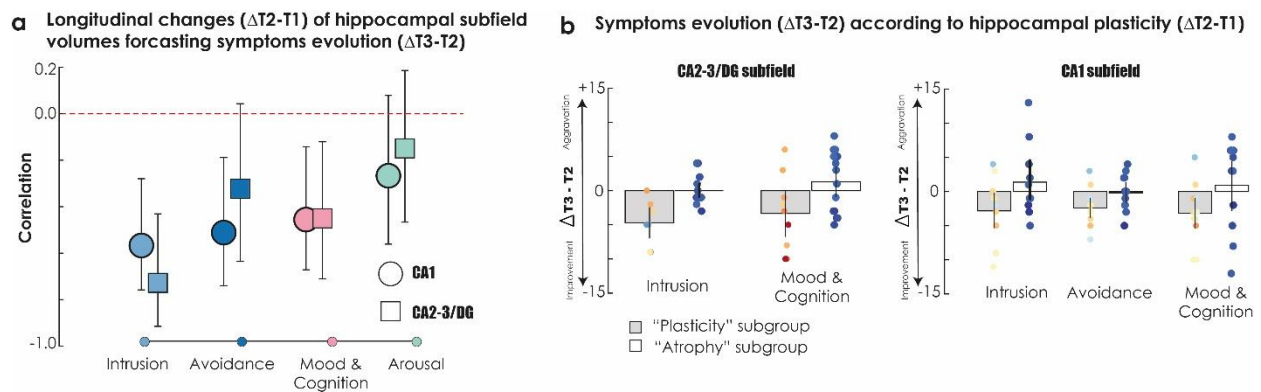 a Longitudinal changes (ΔT2-T1) of hippocampal subfield
volumes forcasting symptoms evolution (ΔT3-T2)
0.2
0.0
Correlation
-1.0
CA1
CA2-3/DG
Intrusion
Avoidance
Mood &
Cognition
Arousal
b Symptoms evolution (ΔT3-T2) according to hippocampal plasticity (ΔT2-T1)
CA2-3/DG subfield
+15
Aggravation
ΔT3 - T2
0
Improvement
-15
Intrusion
Mood &
Cognition
"Plasticity" subgroup
"Atrophy" subgroup
CA1 subfield
+15
Aggravation
ΔT3 - T2
0
Improvement
-15
Intrusion
Avoidance
Mood &
Cognition